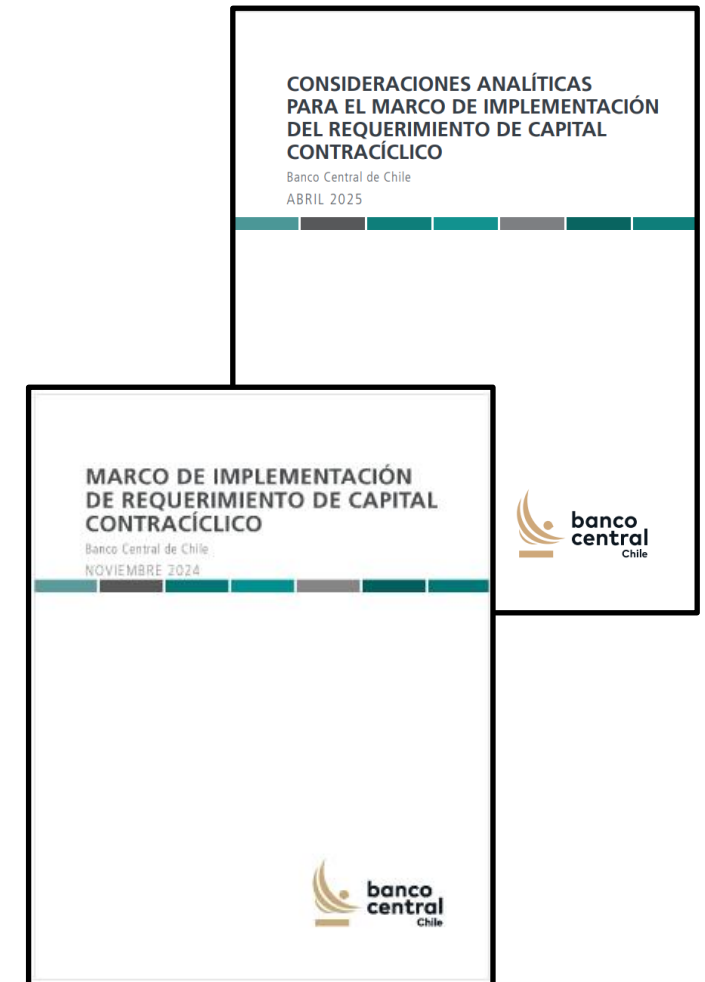 CONSIDERACIONES ANALÍTICAS
PARA EL MARCO DE IMPLEMENTACIÓN
DEL REQUERIMIENTO DE CAPITAL
CONTRACÍCLICO
Banco Central de Chile
ABRIL 2025
banco
central
Chile
MARCO DE IMPLEMENTACIÓN
DE REQUERIMIENTO DE CAPITAL
CONTRACÍCLICO
Banco Central de Chile
NOVIEMBRE 2024
banco
central
Chile